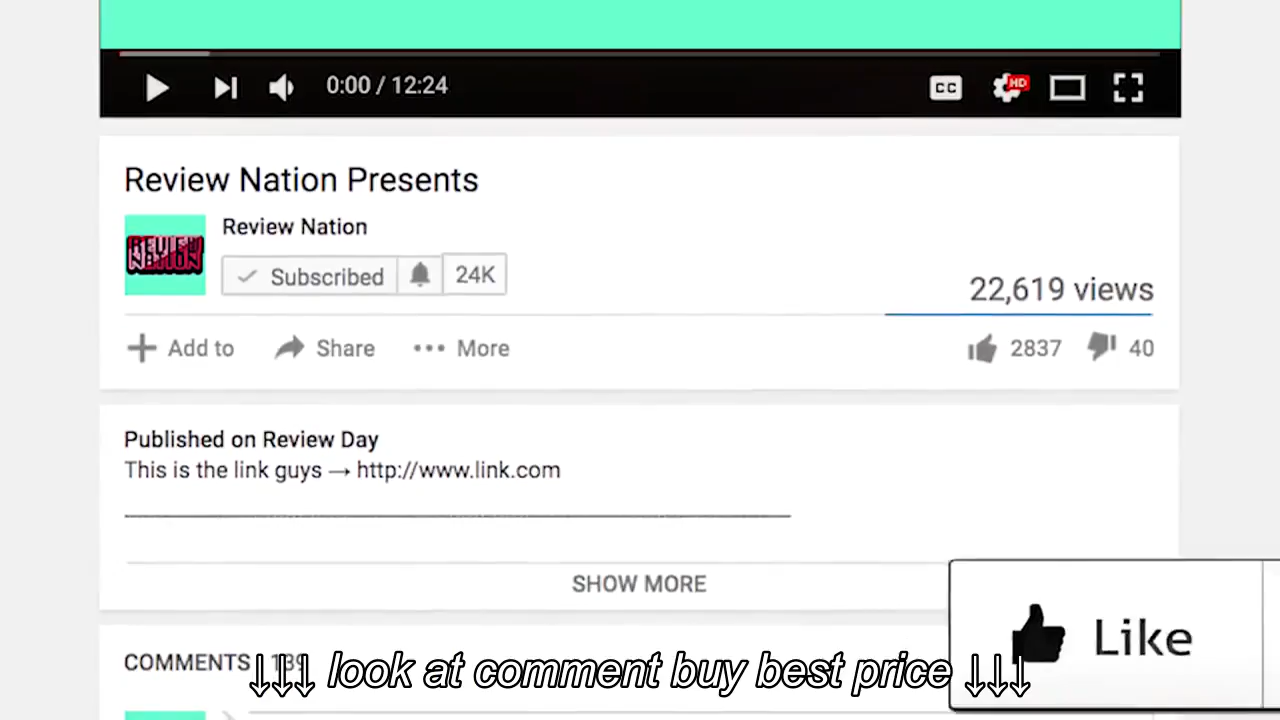 0:00 / 12:24
CC
HD
Review Nation Presents
REVIEW
NATION
Review Nation
Subscribed
24K
22,619 views
Add to
Share
More
2837
40
Published on Review Day
This is the link guys → http://www.link.com
SHOW MORE
Like
COMMENTS
↓↓↓ look at comment buy best price ↓↓↓